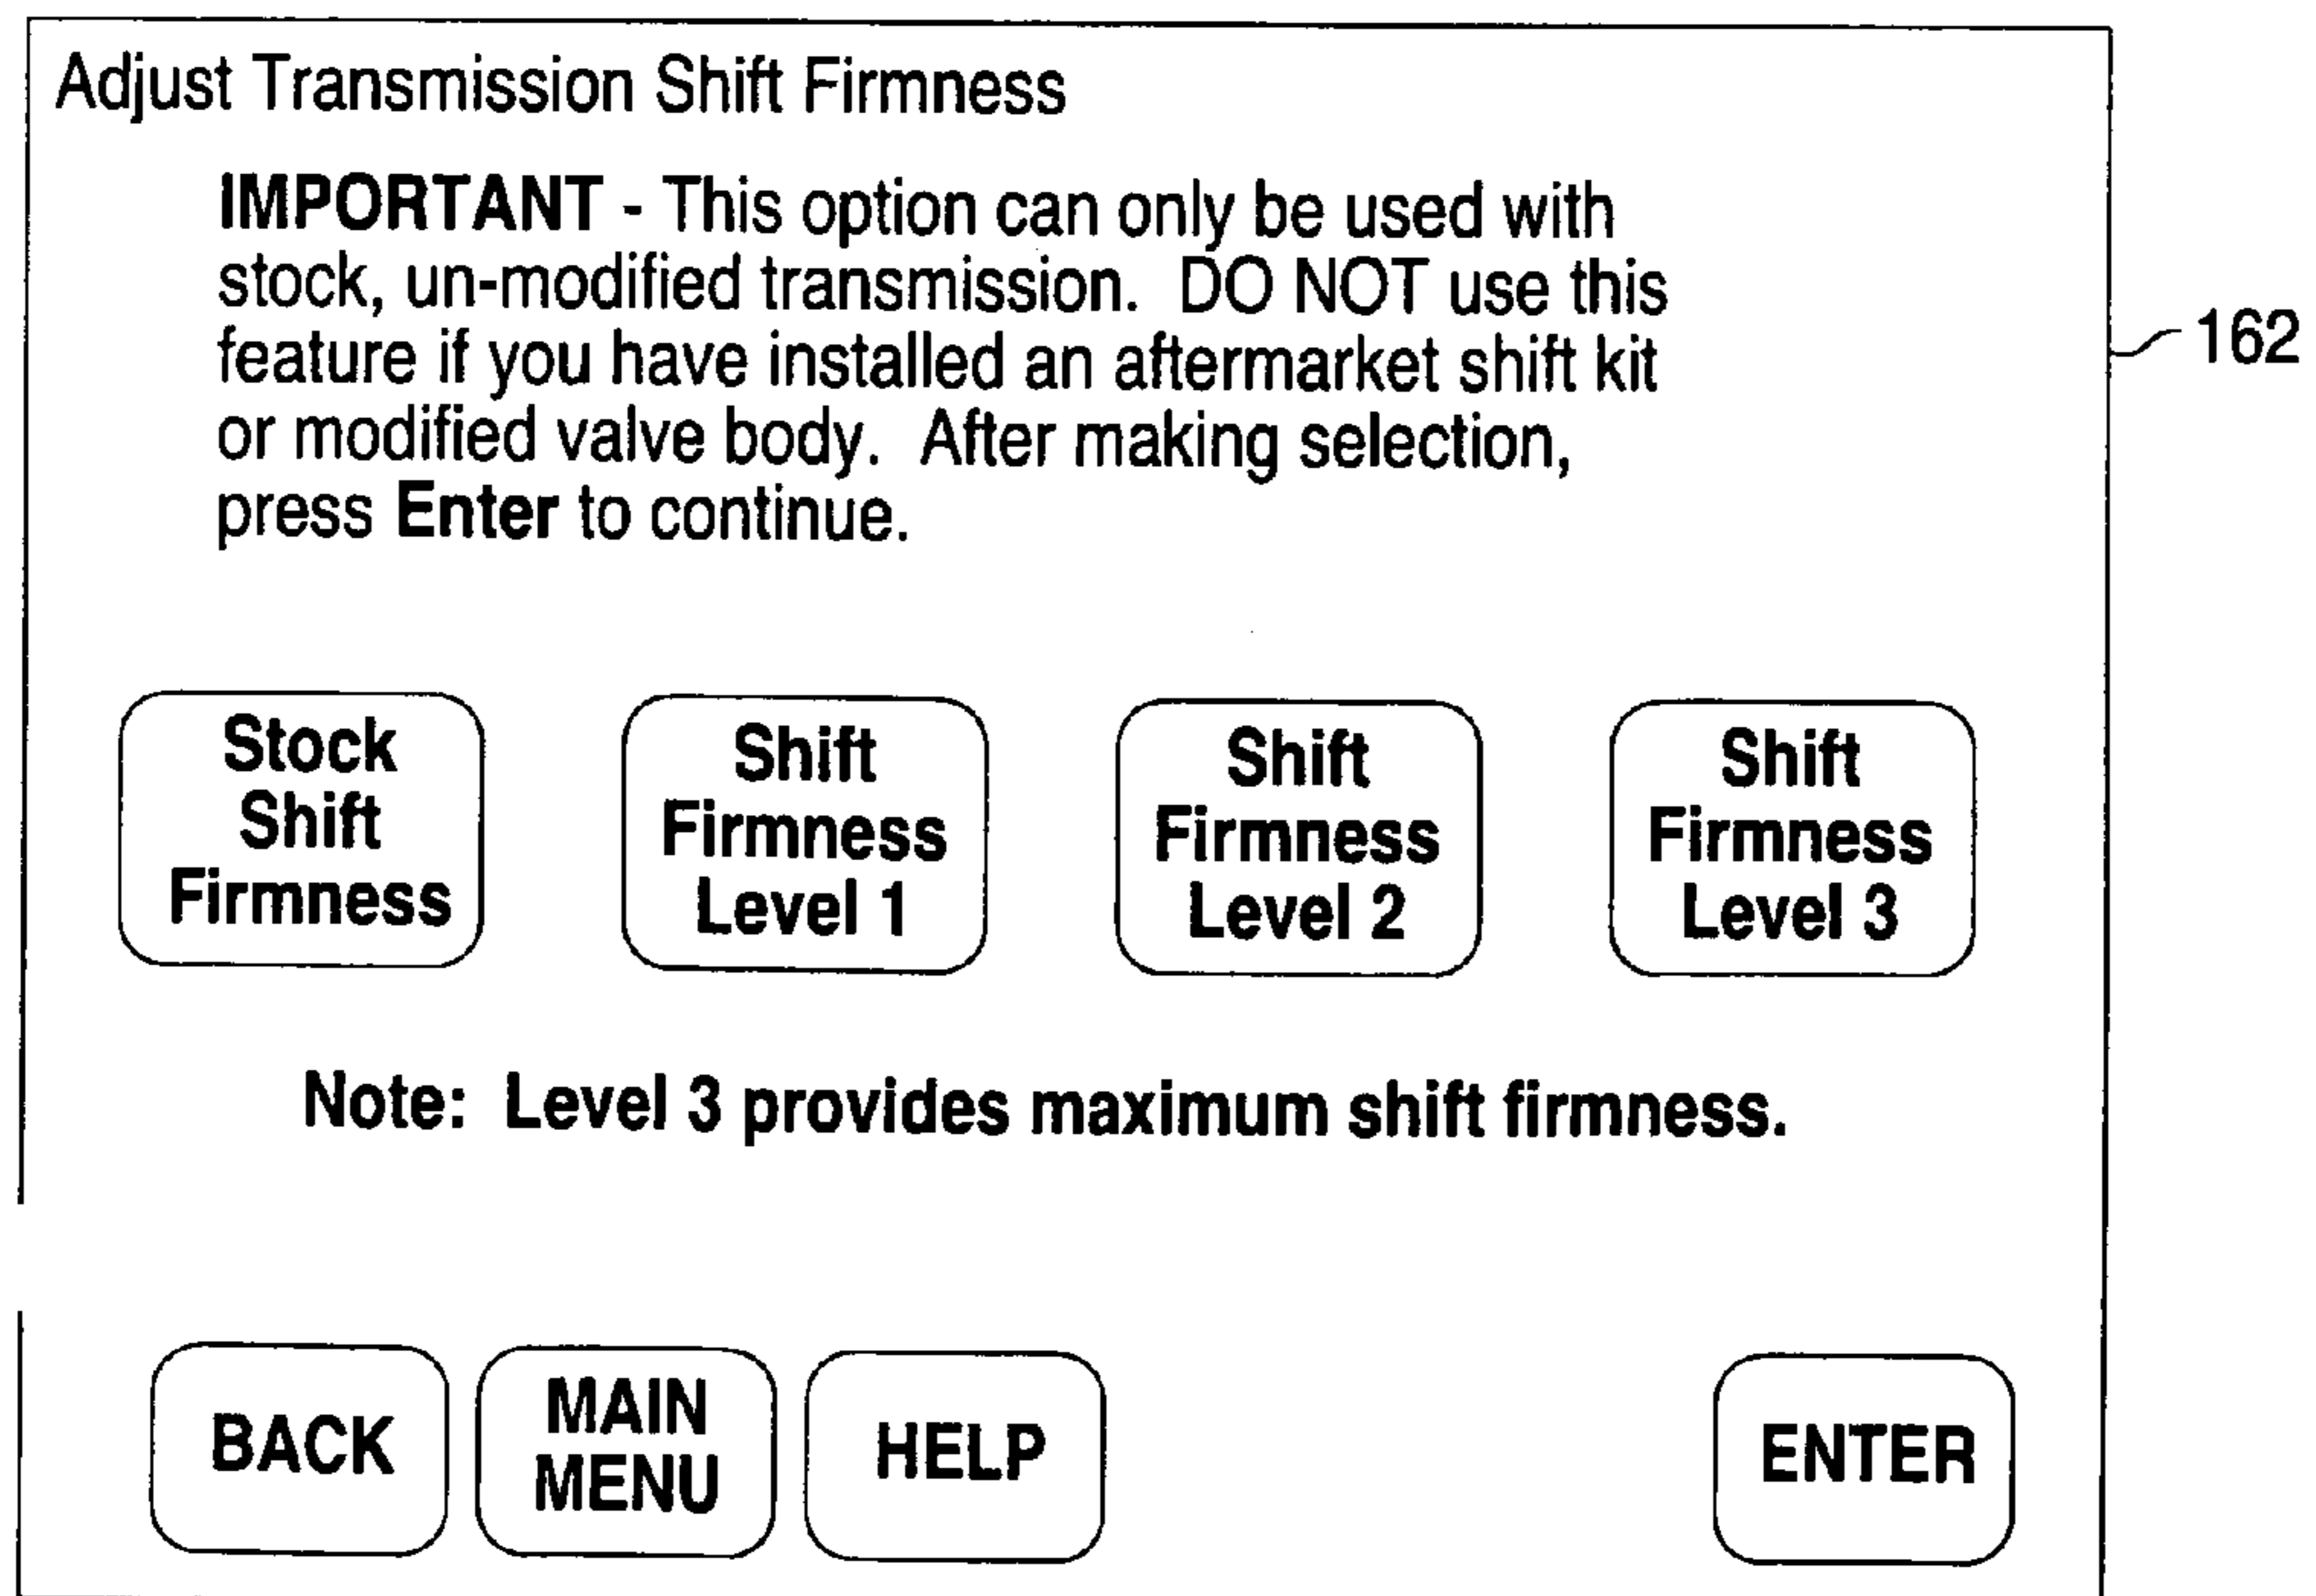 Adjust Transmission Shift Firmness
IMPORTANT - This option can only be used with
stock, un-modified transmission. DO NOT use this
feature if you have installed an aftermarket shift kit
or modified valve body. After making selection,
press Enter to continue.
162
Stock
Shift
Firmness
Shift
Firmness
Level 1
Shift
Firmness
Level 2
Shift
Firmness
Level 3
Note: Level 3 provides maximum shift firmness.
BACK
MAIN
MENU
HELP
ENTER